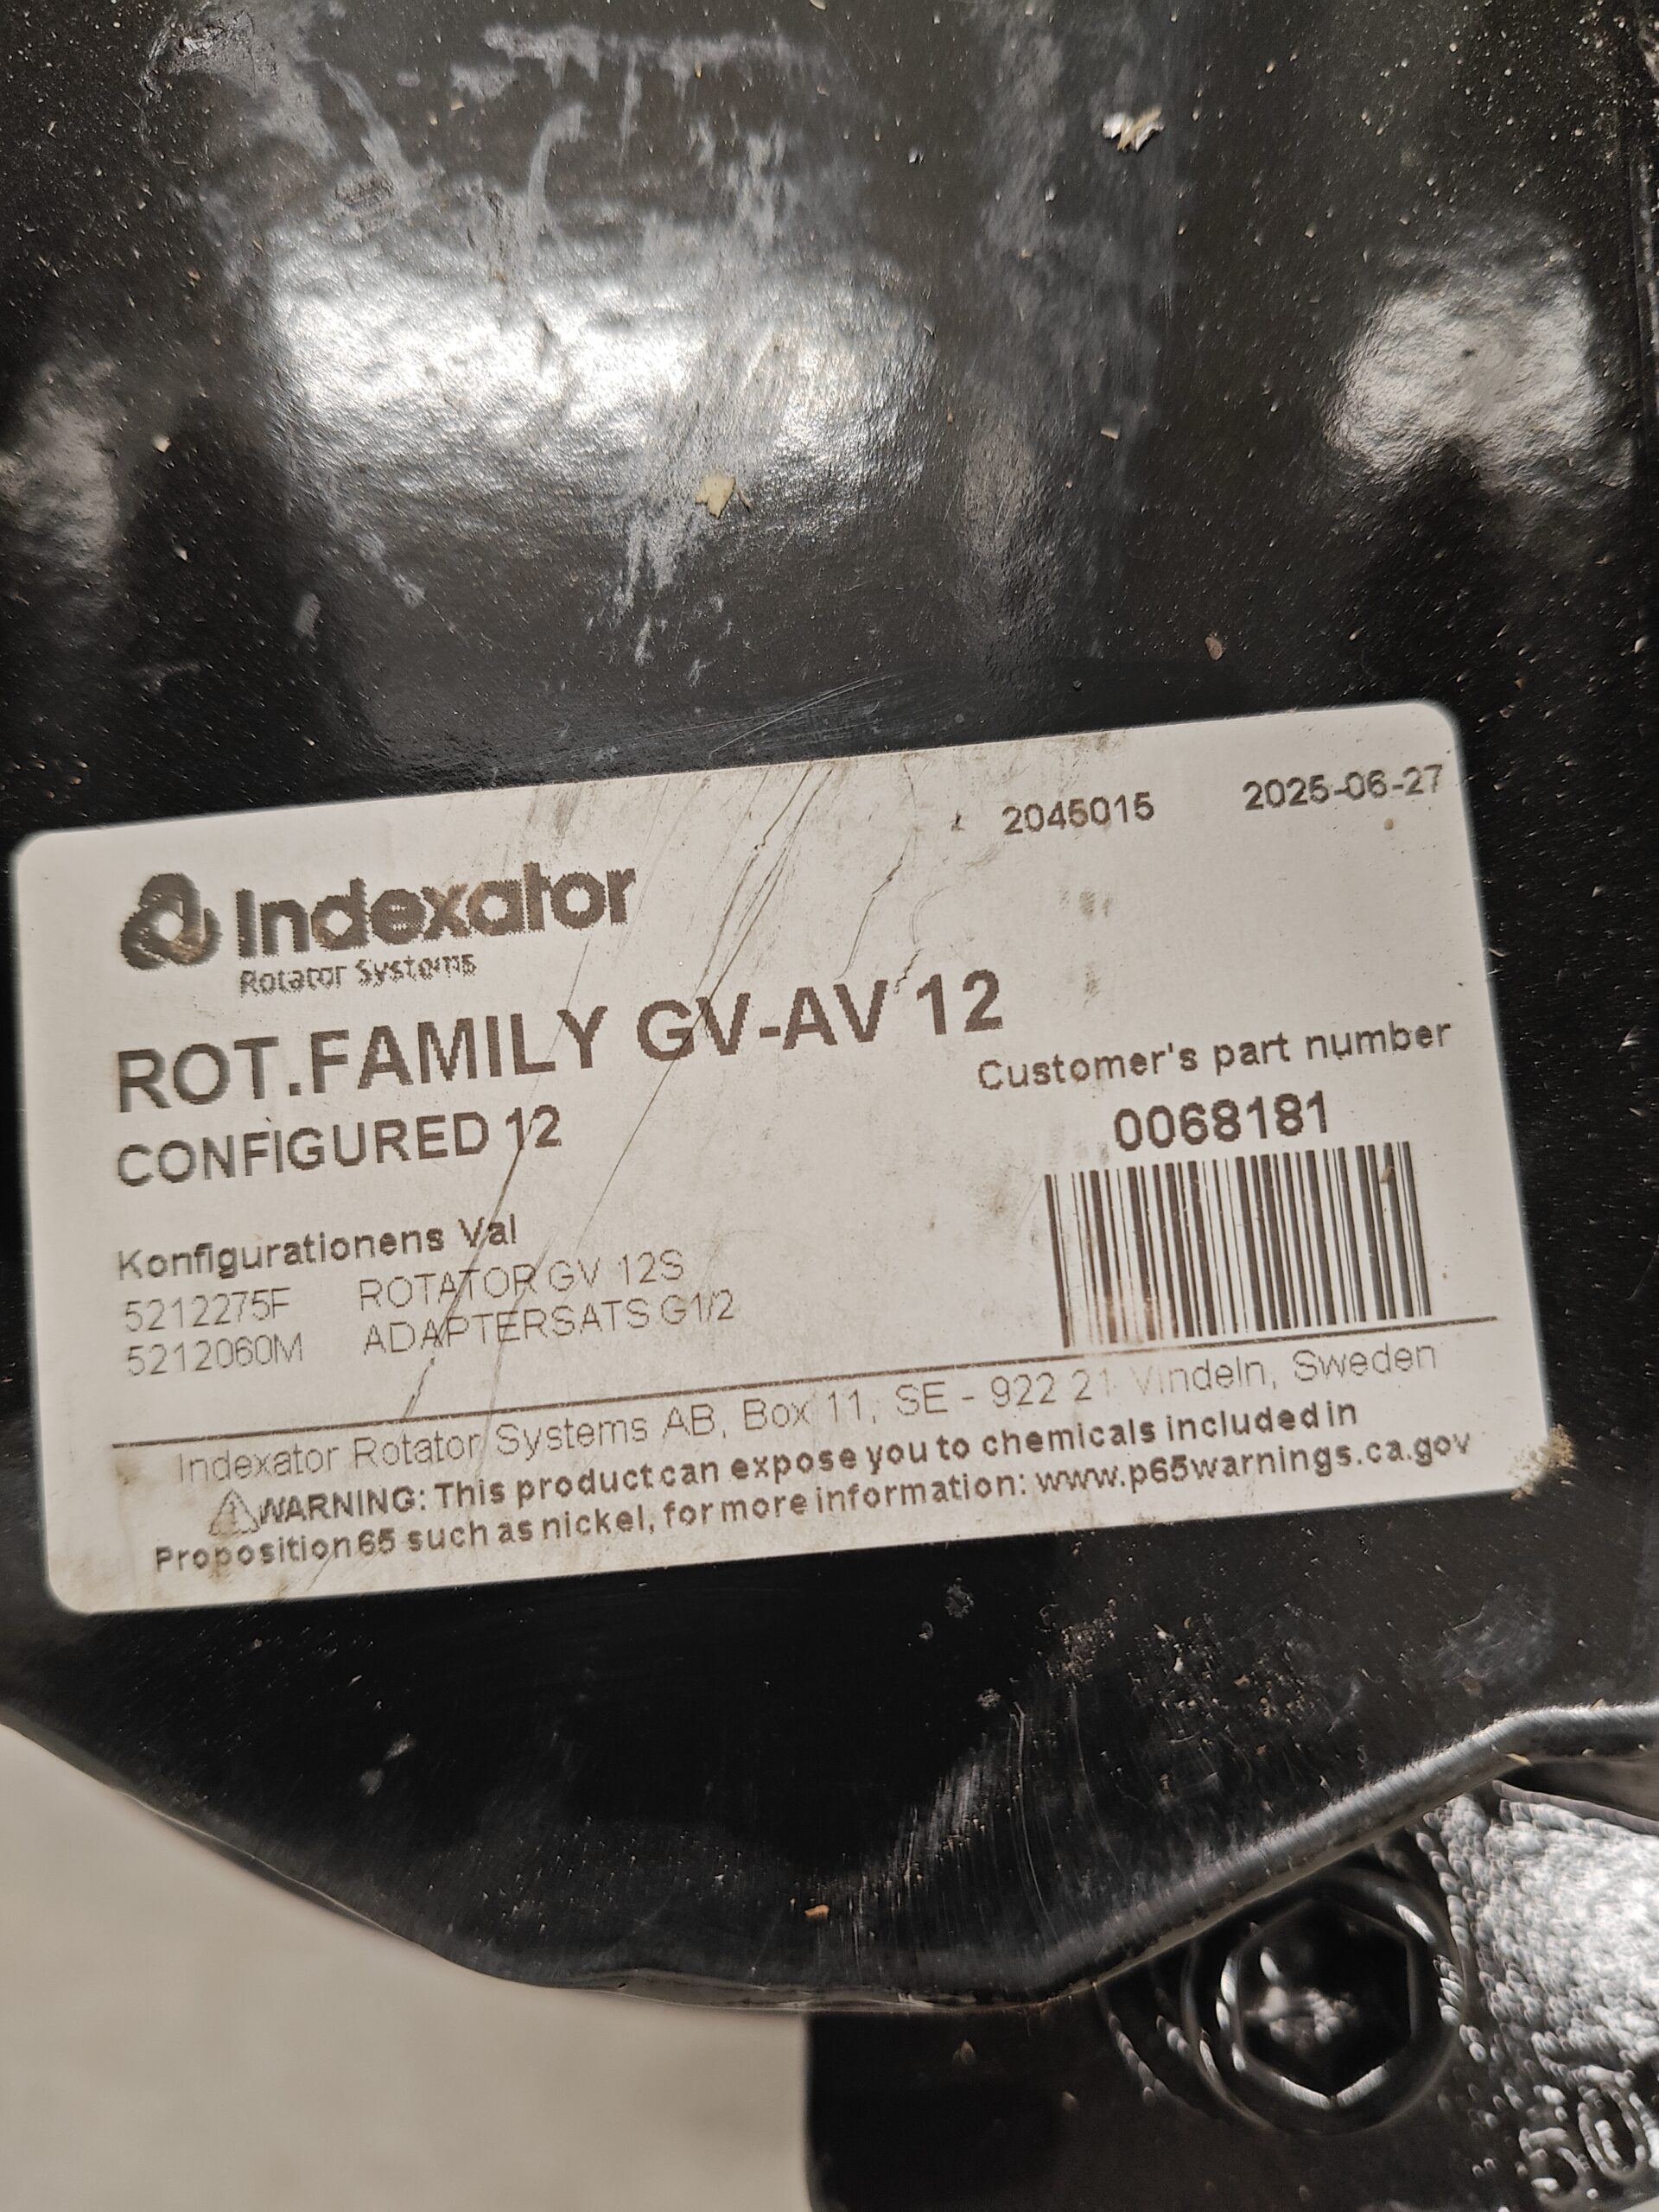 2045015 2025-06-27
Indexator
Rotator Systems
ROT.FAMILY GV-AV 12
CONFIGURED 12
Customer's part number
0068181
Konfigurationens Val
5212275F ROTATOR GV 12S
5212060M ADAPTERSATS G1/2
Indexator Rotator Systems AB, Box 11, SE - 922 21 Vindeln, Sweden
WARNING: This product can expose you to chemicals included in
Proposition 65 such as nickel, for more information: www.p65warnings.ca.gov
50